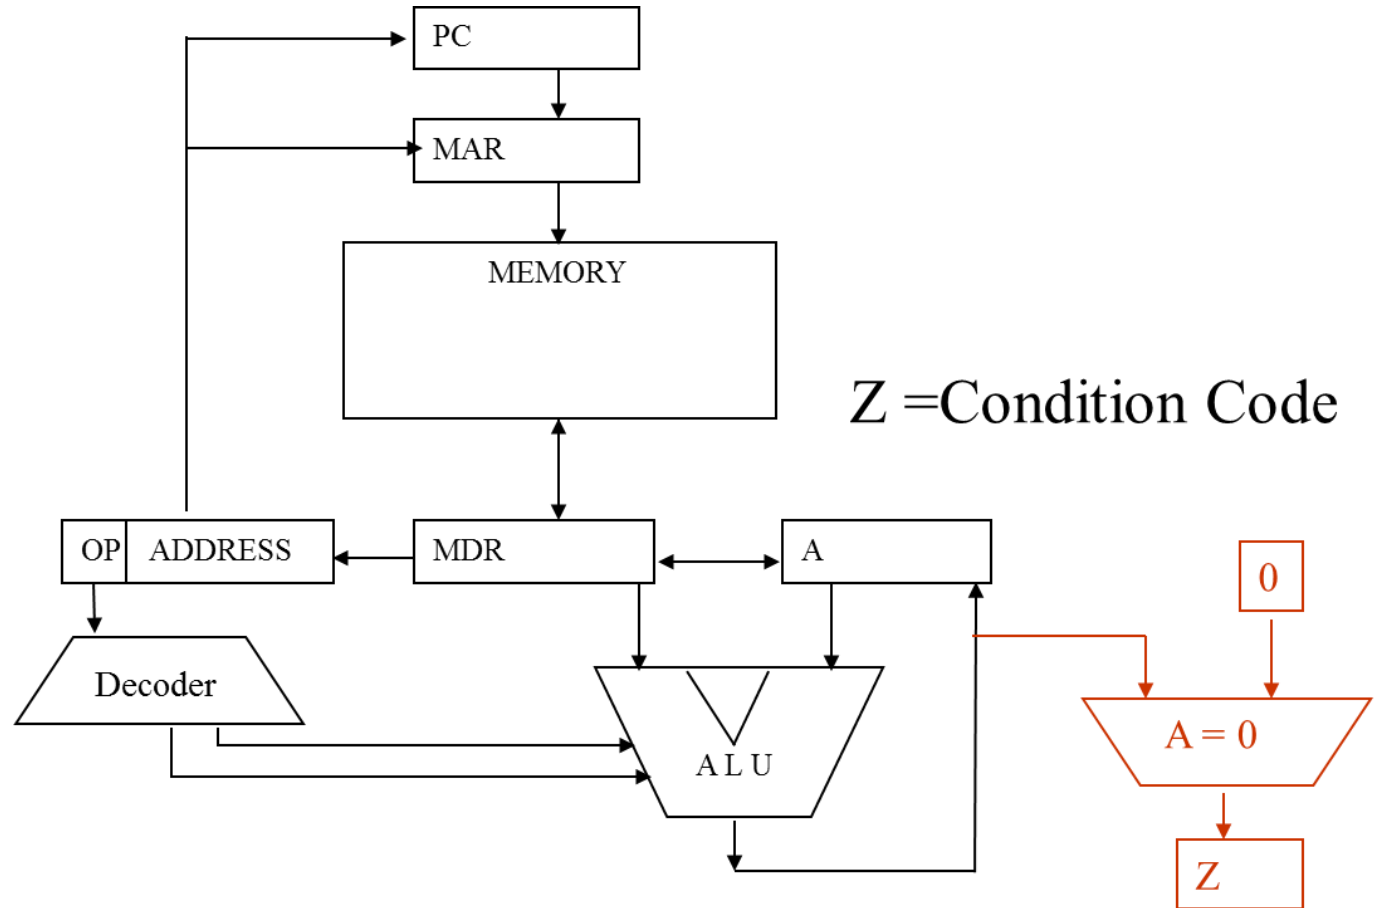 PC
MAR
MEMORY
Z =Condition Code
OP ADDRESS
MDR
A
0
Decoder
A L U
A = 0
Z